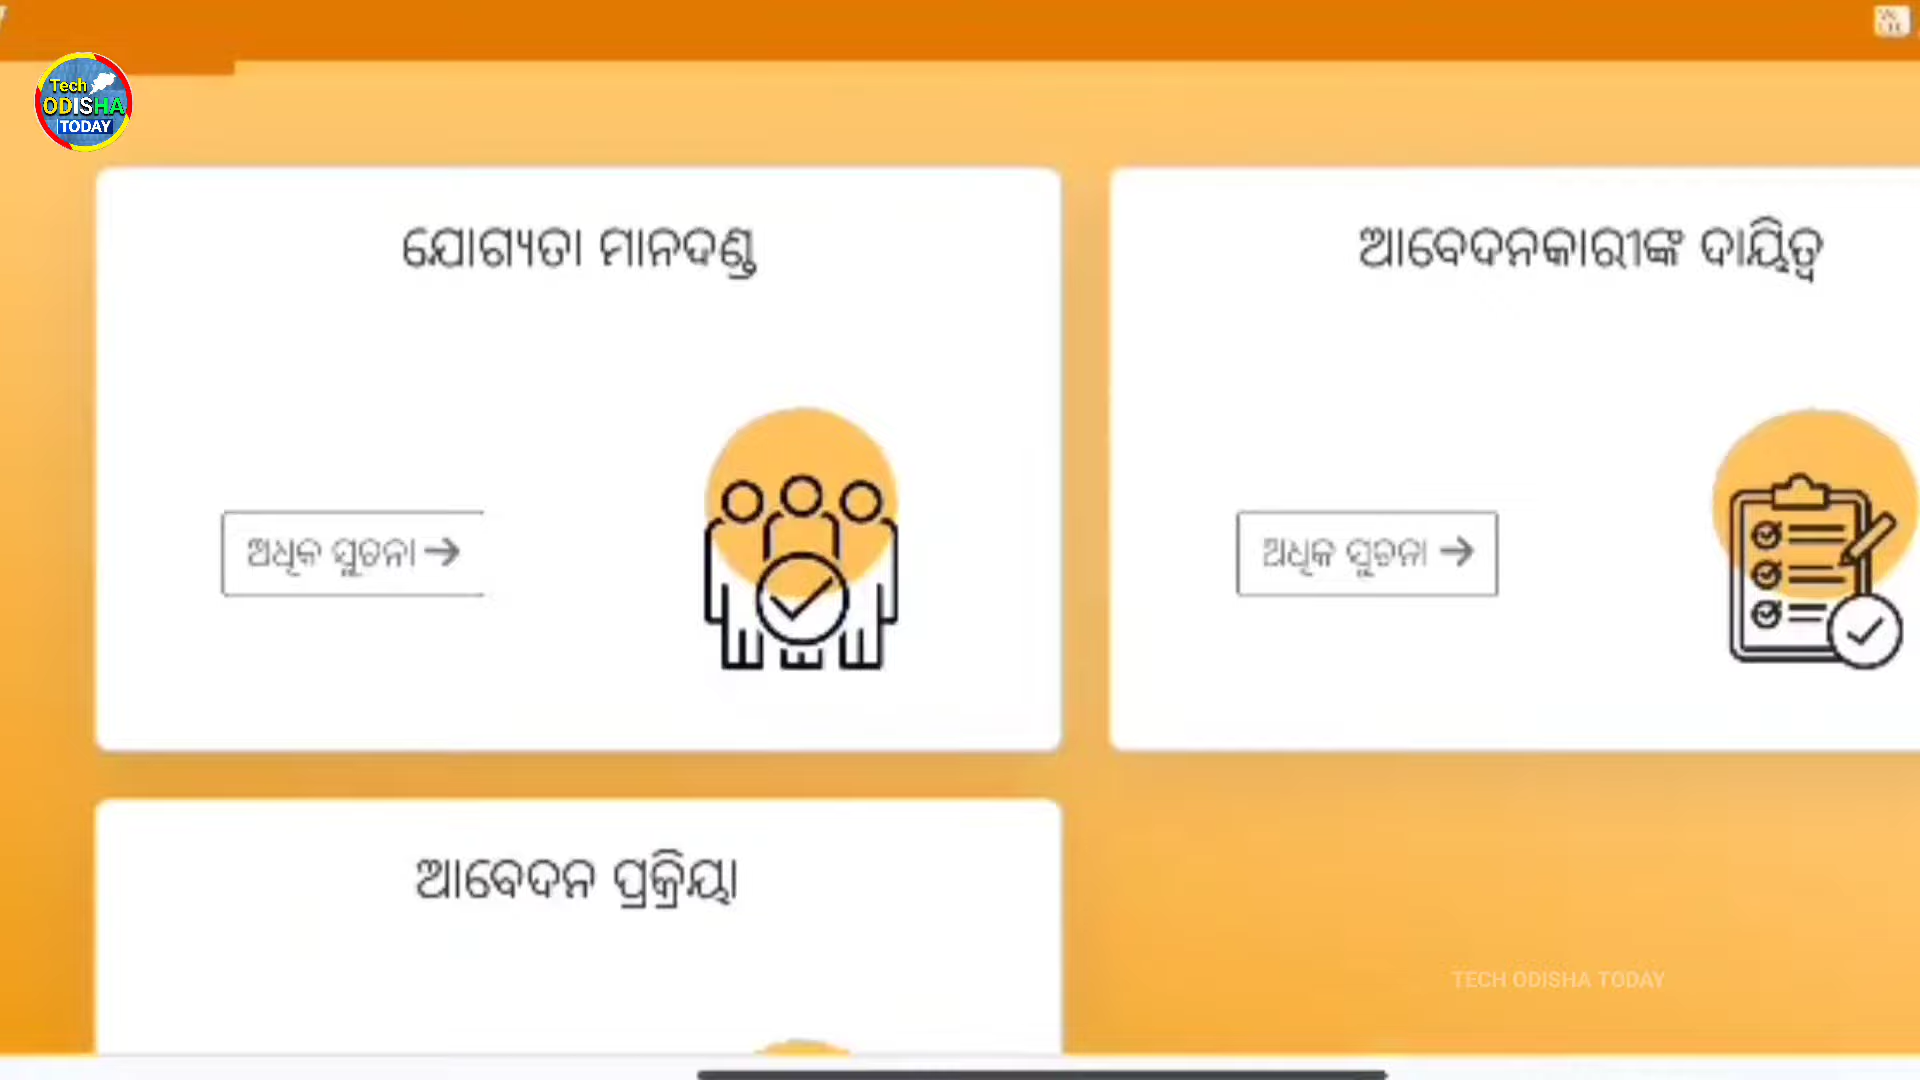 Tech
ODISHA
TODAY
ଯୋଗ୍ୟତା ମାନଦଣ୍ଡ
ଆବେଦନକାରୀଙ୍କ ଦାୟିତ୍ୱ
ଅଧିକ ସୁଚନା
ଅଧିକ ସୁଚନା
ଆବେଦନ ପ୍ରକ୍ରିୟା
TECH ODISHA TODAY